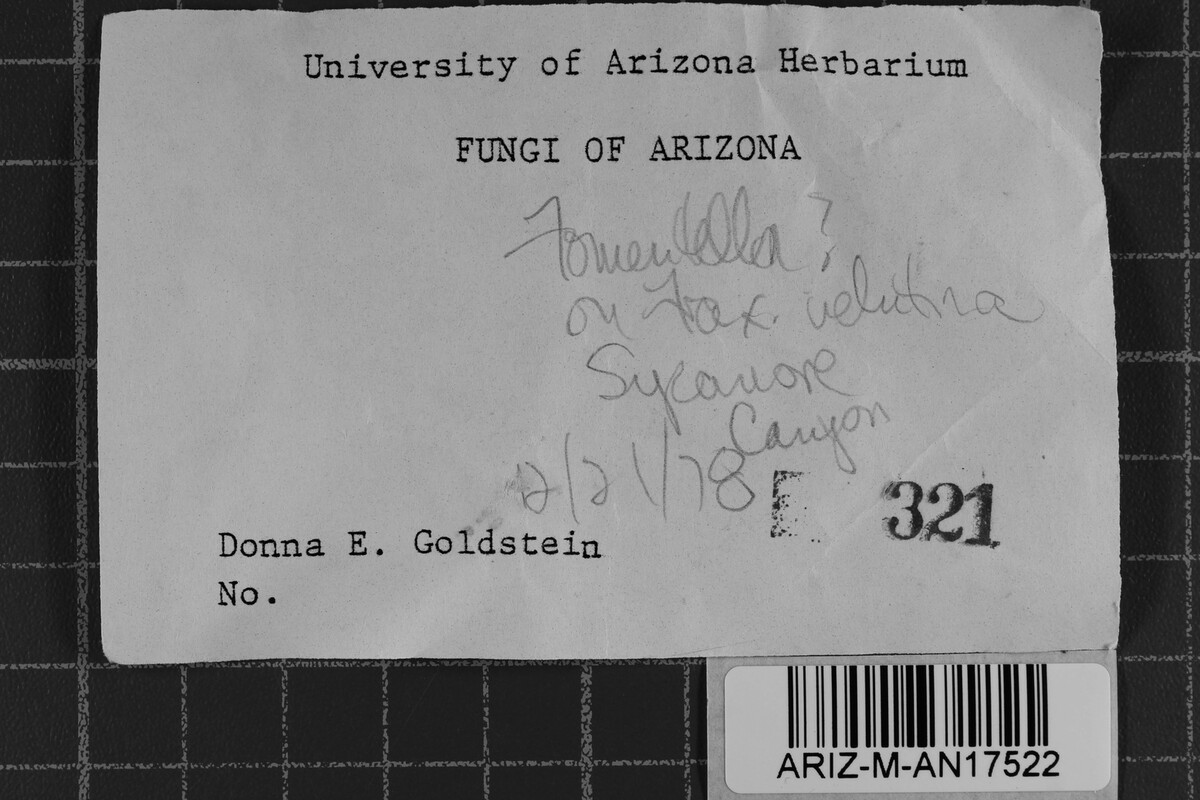 University of Arizona Herbarium
FUNGI OF ARIZONA
Tomentella?
on Frax. velutina
Sycamore
Canyon
2/21/78
321
Donna E. Goldstein
No.
ARIZ-M-AN17522